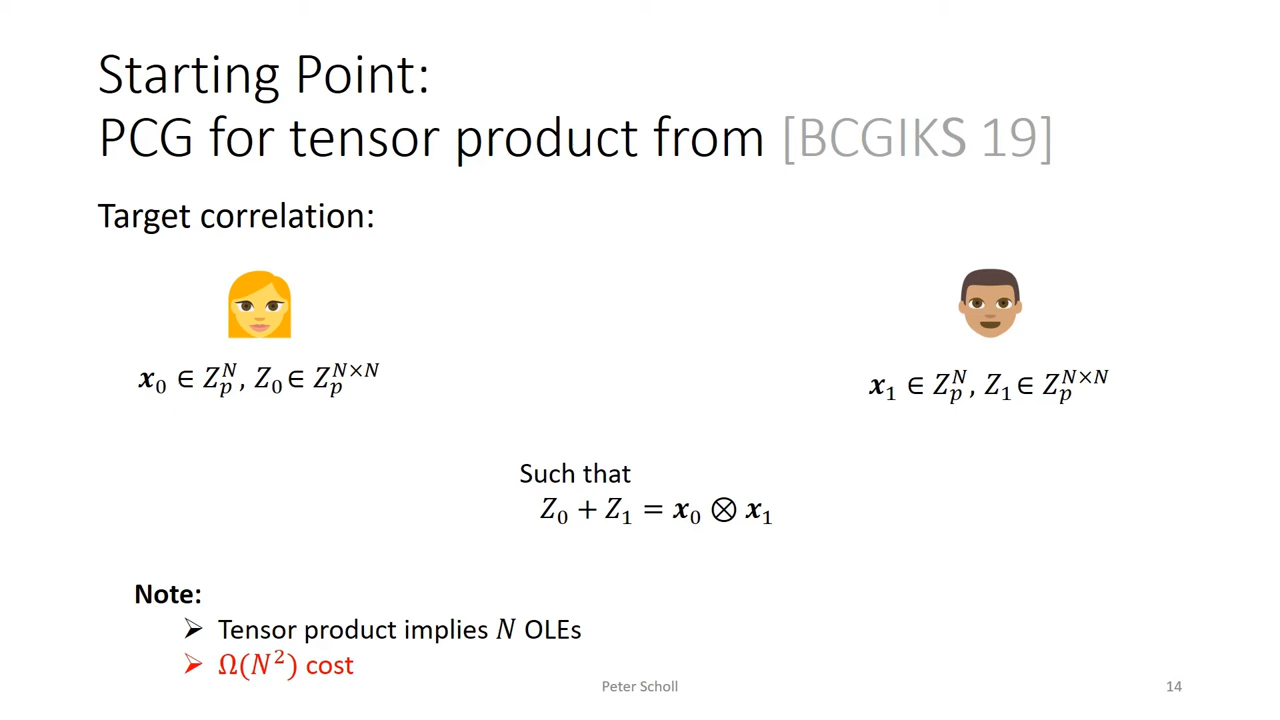 Starting Point:
PCG for tensor product from [BCGIKS 19]
Target correlation:
𝒙₀ ∈ Z_p^N, Z₀ ∈ Z_p^{N×N}
𝒙₁ ∈ Z_p^N, Z₁ ∈ Z_p^{N×N}
Such that
Z₀ + Z₁ = 𝒙₀ ⊗ 𝒙₁
Note:
➢ Tensor product implies N OLEs
➢ Ω(N²) cost
Peter Scholl
14